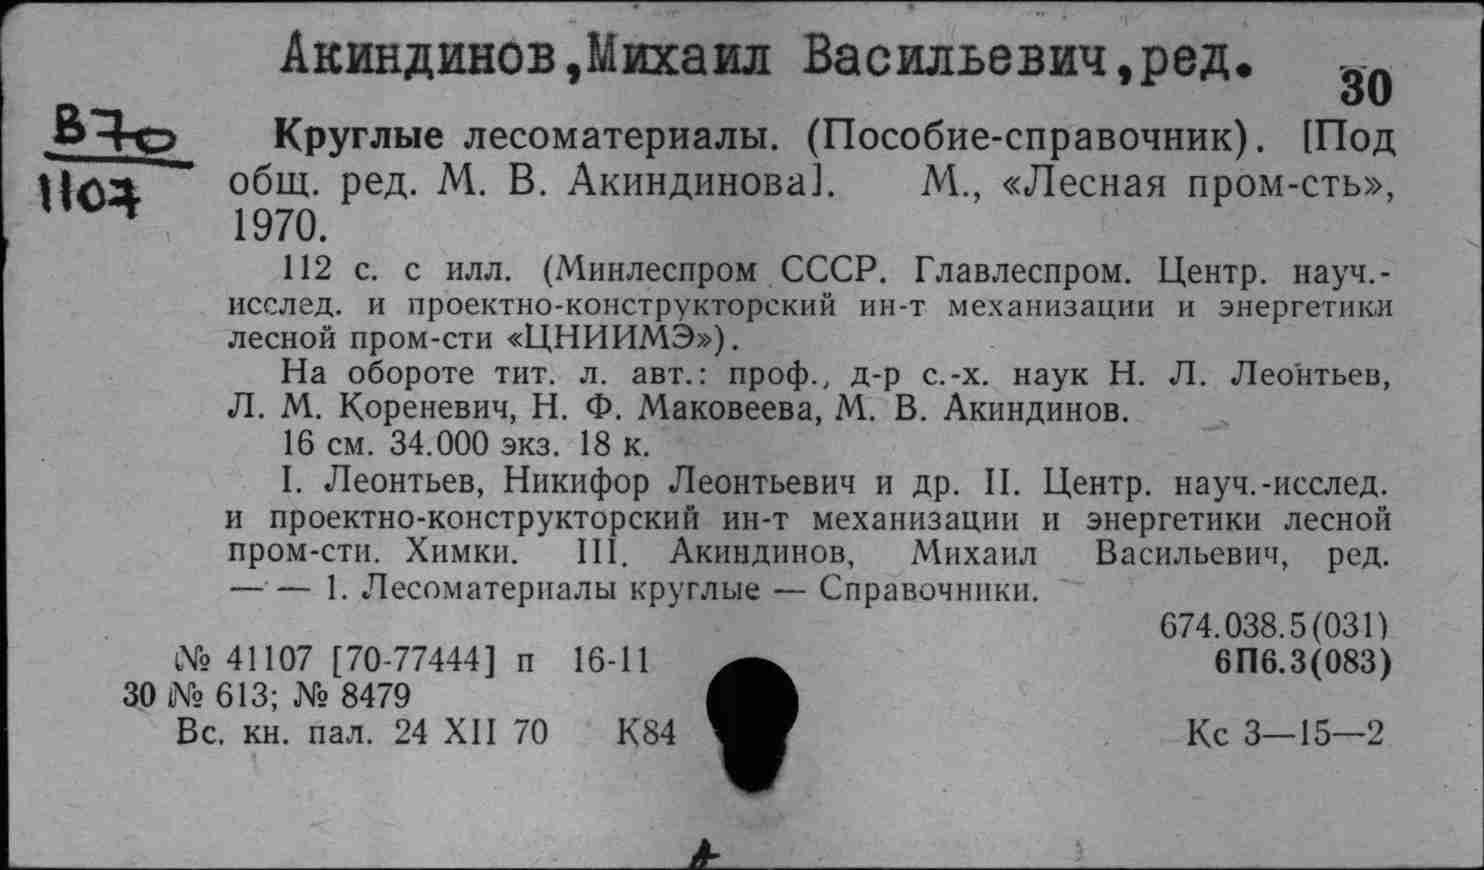 Акиндинов,Михаил Васильевич,ред.
30
В70
1107
Круглые лесоматериалы. (Пособие-справочник). [Под
общ. ред. М. В. Акиндинова]. М., «Лесная пром-сть»,
1970.
112 с. с илл. (Минлеспром СССР. Главлеспром. Центр. науч.-
исслед. и проектно-конструкторский ин-т механизации и энергетики
лесной пром-сти «ЦНИИМЭ»).
На обороте тит. л. авт.: проф., д-р с.-х. наук Н. Л. Леонтьев,
Л. М. Кореневич, Н. Ф. Маковеева, М. В. Акиндинов.
16 см. 34.000 экз. 18 к.
I. Леонтьев, Никифор Леонтьевич и др. II. Центр. науч.-исслед.
и проектно-конструкторский ин-т механизации и энергетики лесной
пром-сти. Химки. III. Акиндинов, Михаил Васильевич, ред.
— — 1. Лесоматериалы круглые — Справочники.
674.038.5(031)
№ 41107 [70-77444] п 16-11 6П6.3(083)
30 № 613; № 8479
Вс. кн. пал. 24 XII 70 К84 Кс 3—15—2